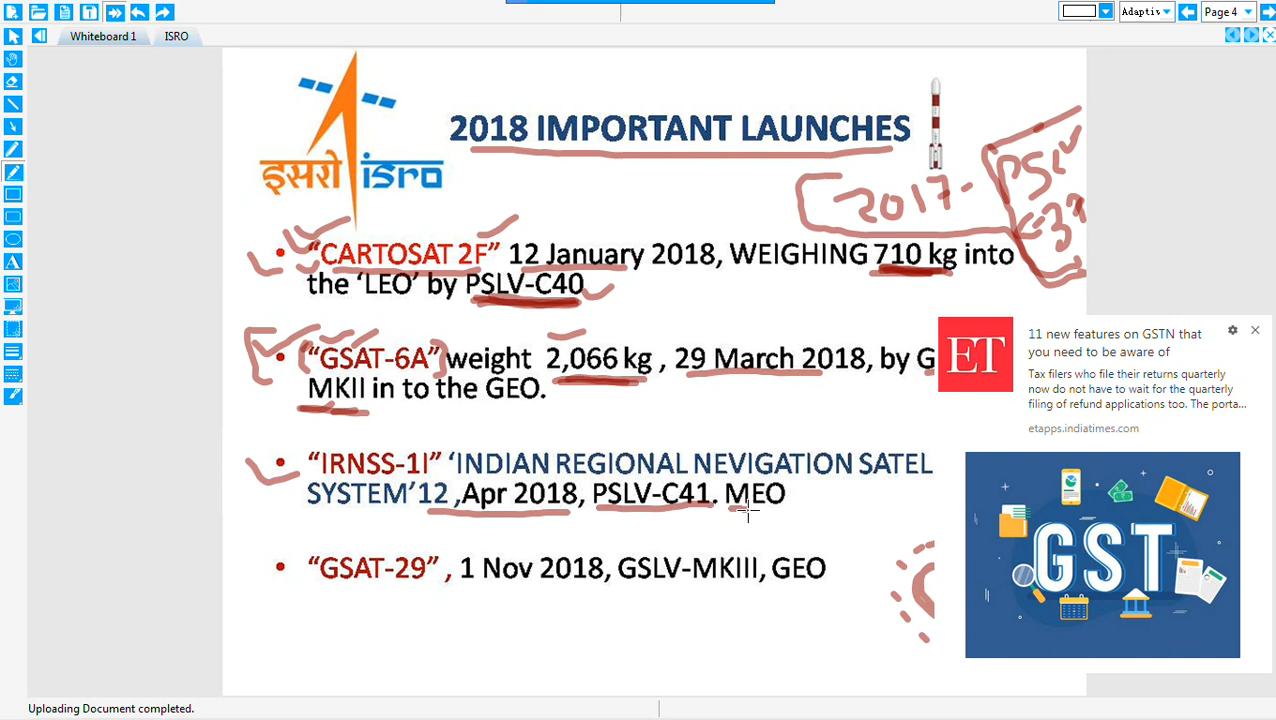 Adaptiv
Page 4
Whiteboard 1
ISRO
2018 IMPORTANT LAUNCHES
इसरो isro
2017-
PSLV
C-37
• “CARTOSAT 2F” 12 January 2018, WEIGHING 710 kg into
the ‘LEO’ by PSLV-C40
• “GSAT-6A” weight 2,066 kg , 29 March 2018, by G
MKII in to the GEO.
• “IRNSS-1I” ‘INDIAN REGIONAL NEVIGATION SATEL
SYSTEM’12 ,Apr 2018, PSLV-C41. MEO
• “GSAT-29” , 1 Nov 2018, GSLV-MKIII, GEO
ET
11 new features on GSTN that
you need to be aware of
Tax filers who file their returns quarterly
now do not have to wait for the quarterly
filing of refund applications too. The porta...
etapps.indiatimes.com
GST
Uploading Document completed.